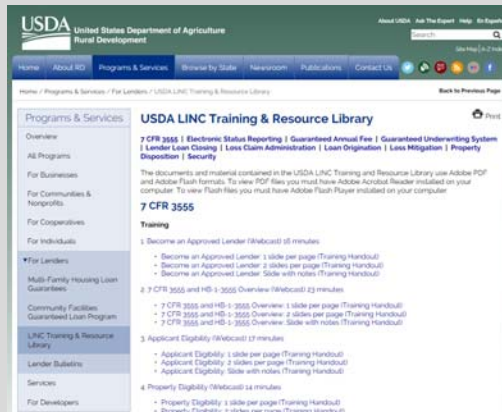 About USDA Ask The Expert Help En Español
USDA United States Department of Agriculture
Rural Development
Search
Site Map | A-Z Index
Home About RD Programs & Services Browse by State Newsroom Publications Contact Us
Home / Programs & Services / For Lenders / USDA LINC Training & Resource Library
Back to Previous Page
Programs & Services
Overview
All Programs
For Businesses
For Communities &
Nonprofits
For Cooperatives
For Individuals
For Lenders
Multi-Family Housing Loan
Guarantees
Community Facilities
Guaranteed Loan Program
LINC Training & Resource
Library
Lender Bulletins
Services
For Developers
USDA LINC Training & Resource Library
Print
7 CFR 3555 | Electronic Status Reporting | Guaranteed Annual Fee | Guaranteed Underwriting System
| Lender Loan Closing | Loss Claim Administration | Loan Origination | Loss Mitigation | Property
Disposition | Security
The documents and material contained in the USDA LINC Training and Resource Library use Adobe PDF
and Adobe Flash formats. To view PDF files you must have Adobe Acrobat Reader installed on your
computer. To view Flash files you must have Adobe Flash Player installed on your computer
7 CFR 3555
Training
1. Become an Approved Lender (Webcast) 16 minutes
• Become an Approved Lender: 1 slide per page (Training Handout)
• Become an Approved Lender: 2 slides per page (Training Handout)
• Become an Approved Lender: Slide with notes (Training Handout)
2. 7 CFR 3555 and HB-1-3555 Overview (Webcast) 23 minutes
• 7 CFR 3555 and HB-1-3555 Overview: 1 slide per page (Training Handout)
• 7 CFR 3555 and HB-1-3555 Overview: 2 slides per page (Training Handout)
• 7 CFR 3555 and HB-1-3555 Overview: Slide with notes (Training Handout)
3. Applicant Eligibility (Webcast) 17 minutes
• Applicant Eligibility: 1 slide per page (Training Handout)
• Applicant Eligibility: 2 slides per page (Training Handout)
• Applicant Eligibility: Slide with notes (Training Handout)
4. Property Eligibility (Webcast) 14 minutes
• Property Eligibility: 1 slide per page (Training Handout)
• Property Eligibility: 2 slides per page (Training Handout)